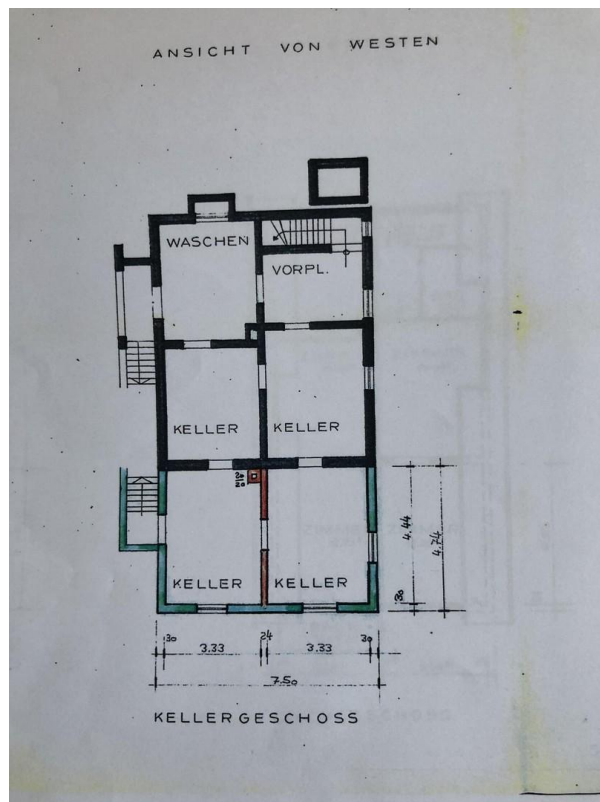 ANSICHT VON WESTEN
WASCHEN
VORPL.
KELLER
KELLER
KELLER
KELLER
4.44
4.74
30
30
24
30
3.33
3.33
7.50
KELLERGESCHOSS